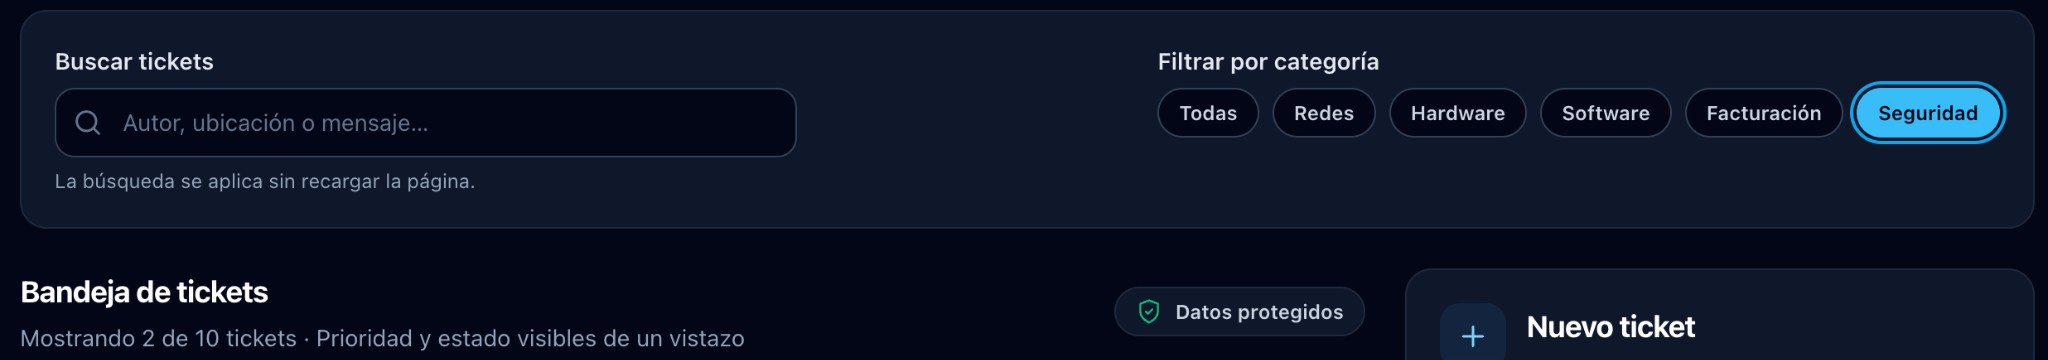 Buscar tickets
Autor, ubicación o mensaje...
La búsqueda se aplica sin recargar la página.
Filtrar por categoría
Todas Redes Hardware Software Facturación Seguridad
Bandeja de tickets
Mostrando 2 de 10 tickets · Prioridad y estado visibles de un vistazo
Datos protegidos
Nuevo ticket